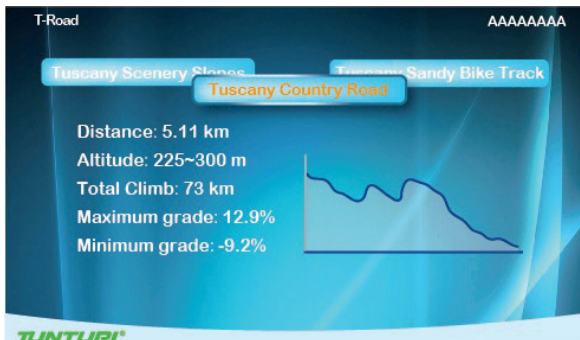 T-Road
AAAAAAAA
Tuscany Scenery Slopes
Tuscany Sandy Bike Track
Tuscany Country Road
Distance: 5.11 km
Altitude: 225~300 m
Total Climb: 73 km
Maximum grade: 12.9%
Minimum grade: -9.2%
TUNTURI®